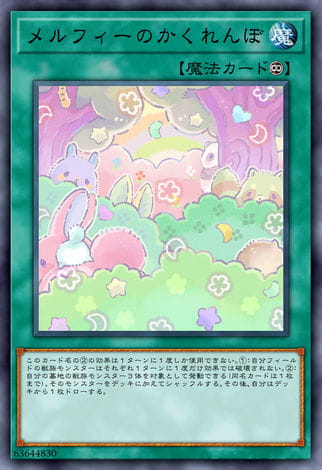 メルフィーのかくれんぼ
魔
【魔法カード】
このカード名の②の効果は1ターンに1度しか使用できない。①:自分フィール
ドの獣族モンスターはそれぞれ1ターンに1度だけ効果では破壊されない。②:
自分の墓地の獣族モンスター3体を対象として発動できる(同名カードは1枚
まで)。そのモンスターをデッキに加えてシャッフルする。その後、自分はデッ
キから1枚ドローする。
63644830